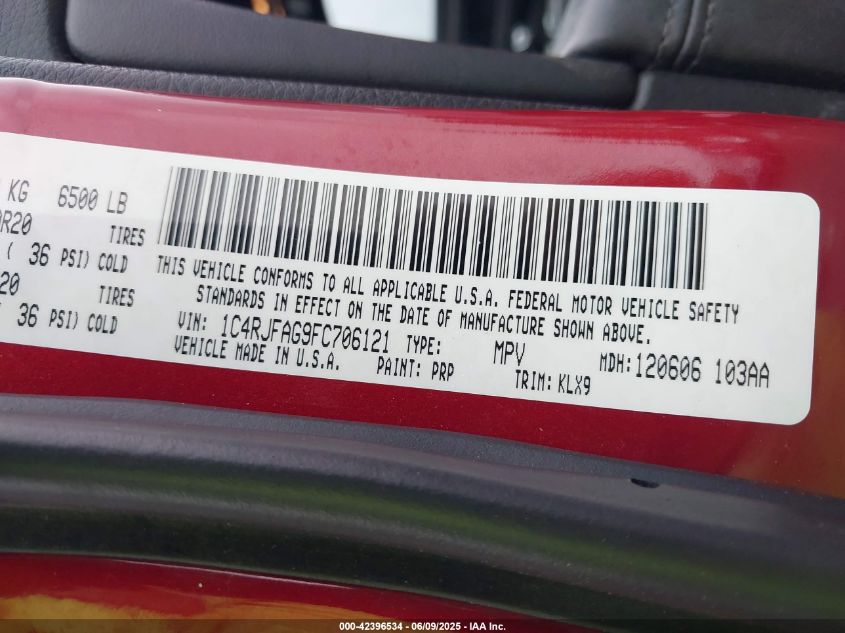 KG 6500 LB
R20 TIRES
( 36 PSI) COLD
20 TIRES
36 PSI) COLD
THIS VEHICLE CONFORMS TO ALL APPLICABLE U.S.A. FEDERAL MOTOR VEHICLE SAFETY
STANDARDS IN EFFECT ON THE DATE OF MANUFACTURE SHOWN ABOVE.
VIN: 1C4RJFAG9FC706121 TYPE: MPV MDH: 120606 103AA
VEHICLE MADE IN U.S.A. PAINT: PRP TRIM: KLX9
000-42396534 - 06/09/2025 - IAA Inc.